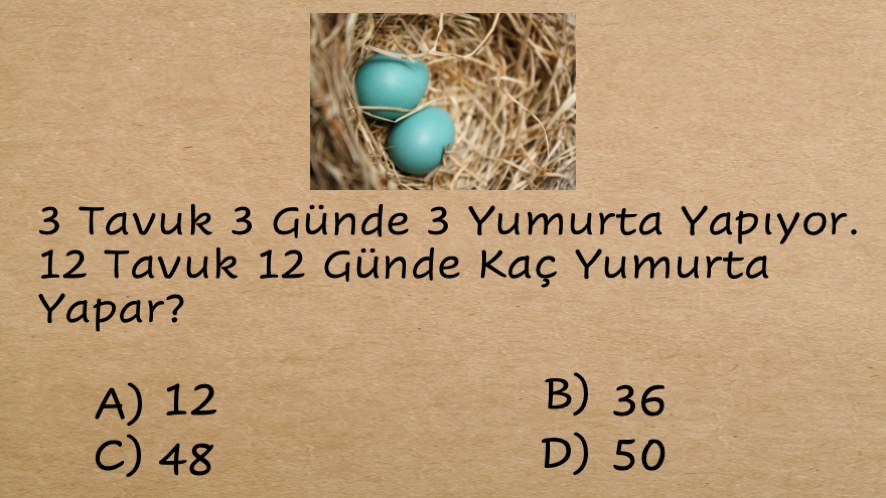 3 Tavuk 3 Günde 3 Yumurta Yapıyor.
12 Tavuk 12 Günde Kaç Yumurta
Yapar?
A) 12
B) 36
C) 48
D) 50